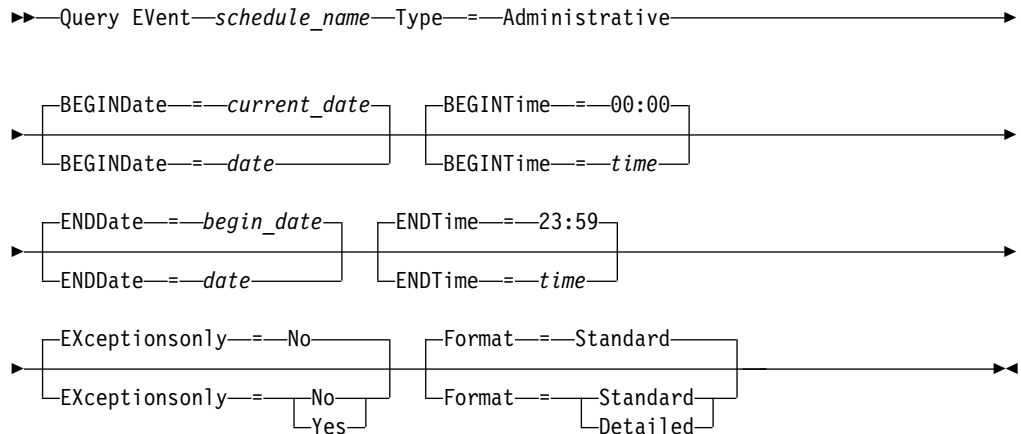 Query EVent schedule_name Type = Administrative
BEGINDate = current_date BEGINTime = 00:00
BEGINDate = date BEGINTime = time
ENDDate = begin_date ENDTime = 23:59
ENDDate = date ENDTime = time
EXceptionsonly = No Format = Standard
EXceptionsonly = No Format = Standard
Yes Detailed